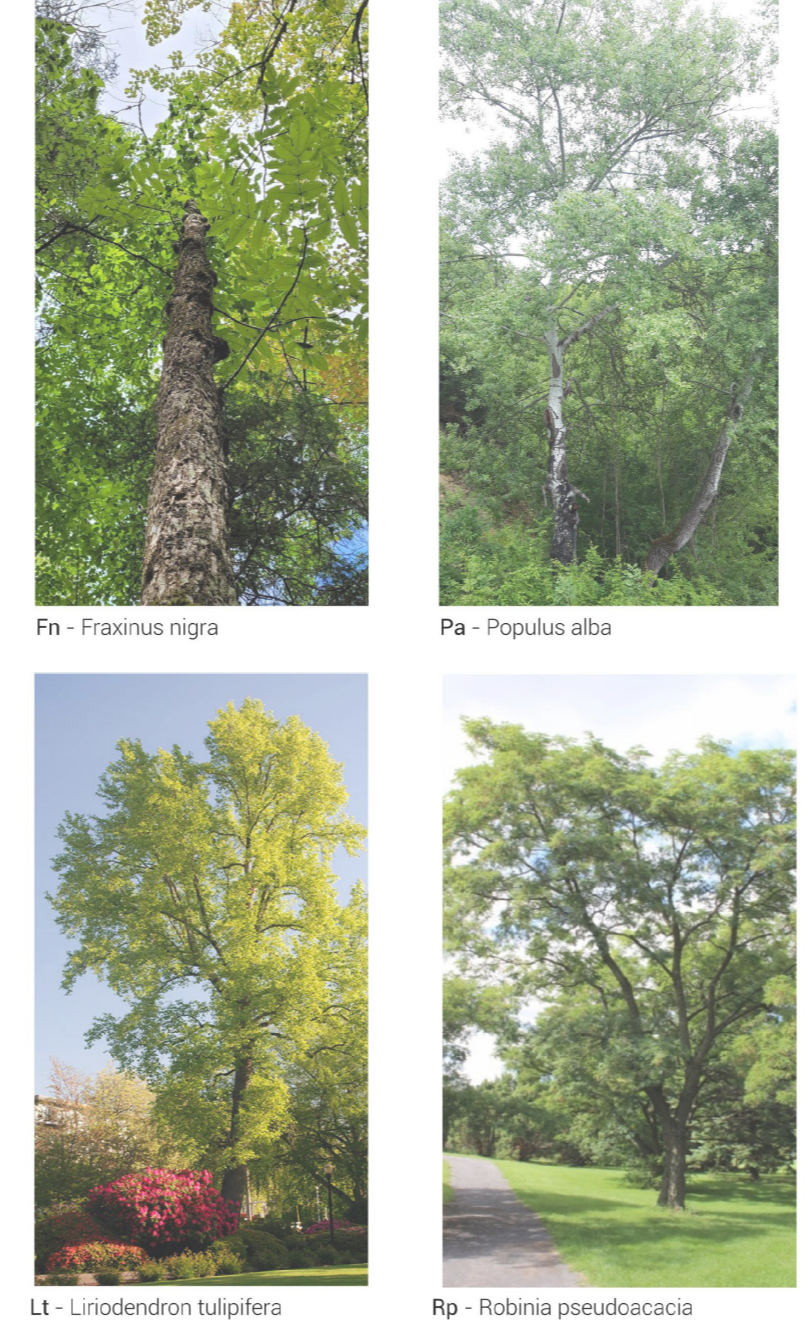 Fn - Fraxinus nigra
Pa - Populus alba
Lt - Liriodendron tulipifera
Rp - Robinia pseudoacacia